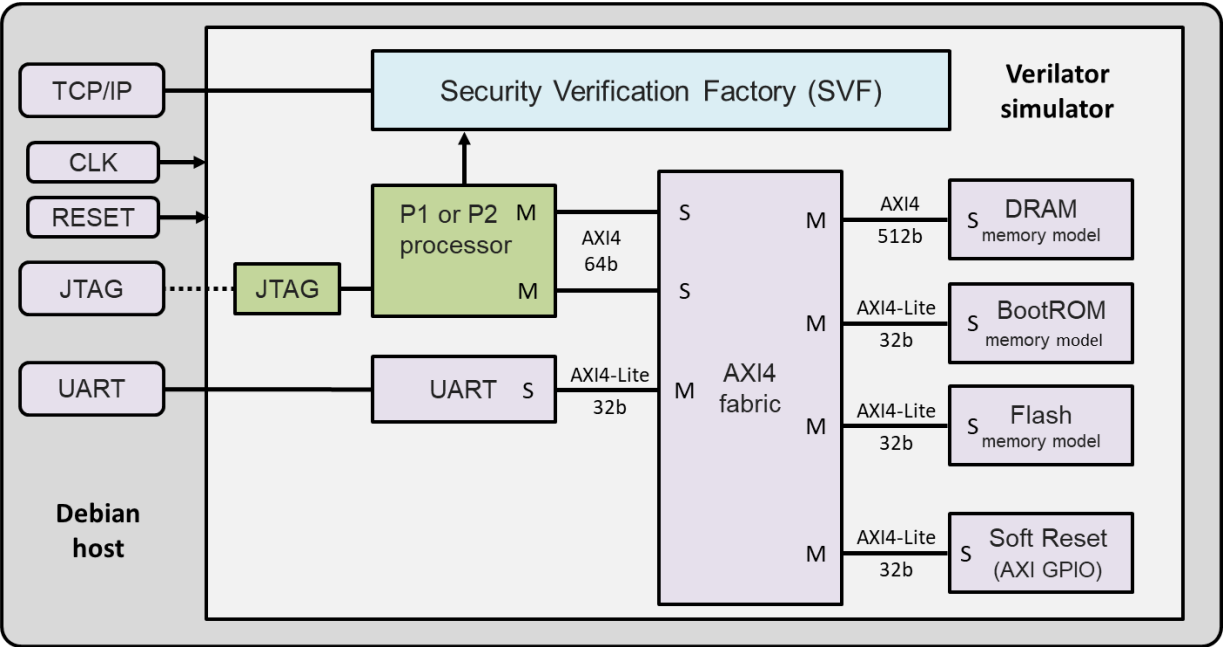 TCP/IP
Security Verification Factory (SVF)
Verilator
simulator
CLK
RESET
P1 or P2 M
processor
M
AXI4
64b
S
S
M
AXI4
512b
S DRAM
memory model
JTAG
JTAG
M
AXI4-Lite
32b
S BootROM
memory model
UART
UART S
AXI4-Lite
32b
M
AXI4
fabric
M
AXI4-Lite
32b
S Flash
memory model
Debian
host
M
AXI4-Lite
32b
S Soft Reset
(AXI GPIO)